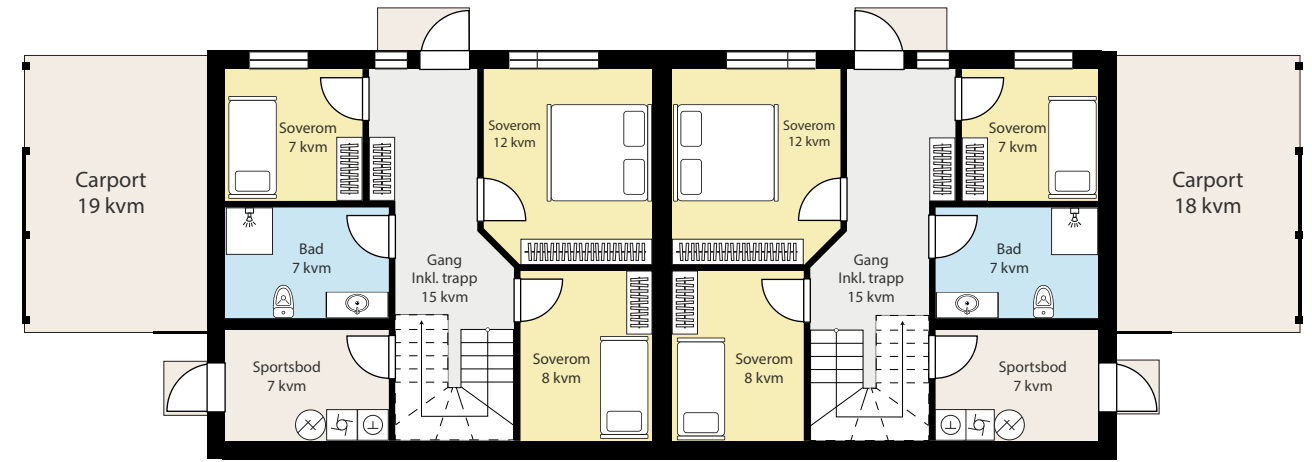 Carport
19 kvm
Soverom
7 kvm
Soverom
12 kvm
Bad
7 kvm
Gang
Inkl. trapp
15 kvm
Sportsbod
7 kvm
Soverom
8 kvm
Soverom
12 kvm
Soverom
7 kvm
Gang
Inkl. trapp
15 kvm
Bad
7 kvm
Soverom
8 kvm
Sportsbod
7 kvm
Carport
18 kvm